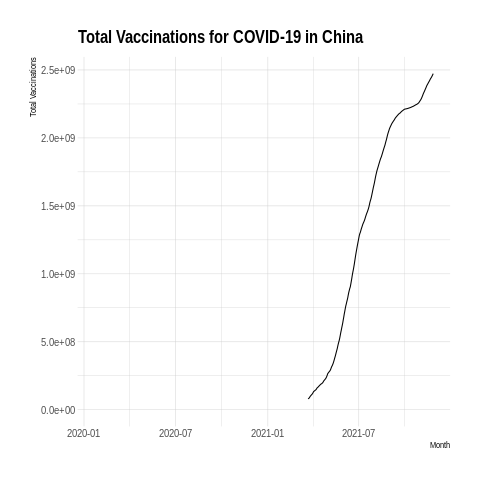 Total Vaccinations for COVID-19 in China
Total Vaccinations
2.5e+09
2.0e+09
1.5e+09
1.0e+09
5.0e+08
0.0e+00
2020-01 2020-07 2021-01 2021-07
Month